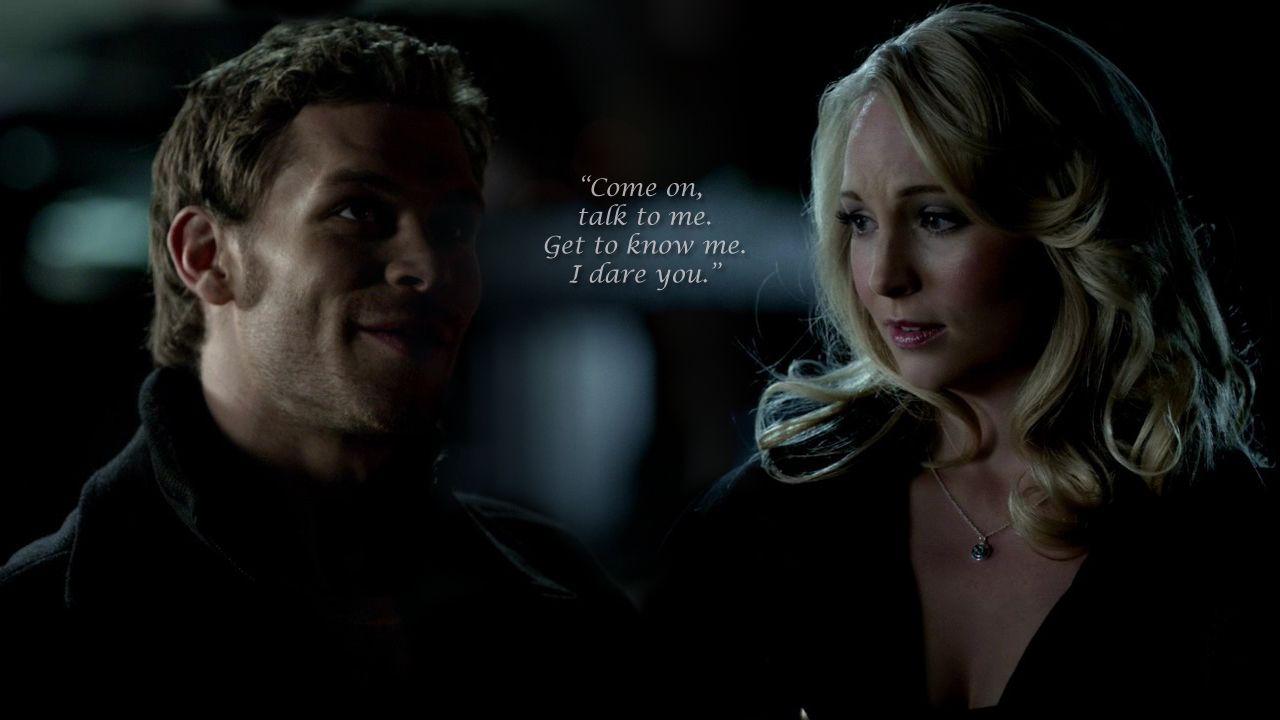 “Come on,
talk to me.
Get to know me.
I dare you.”